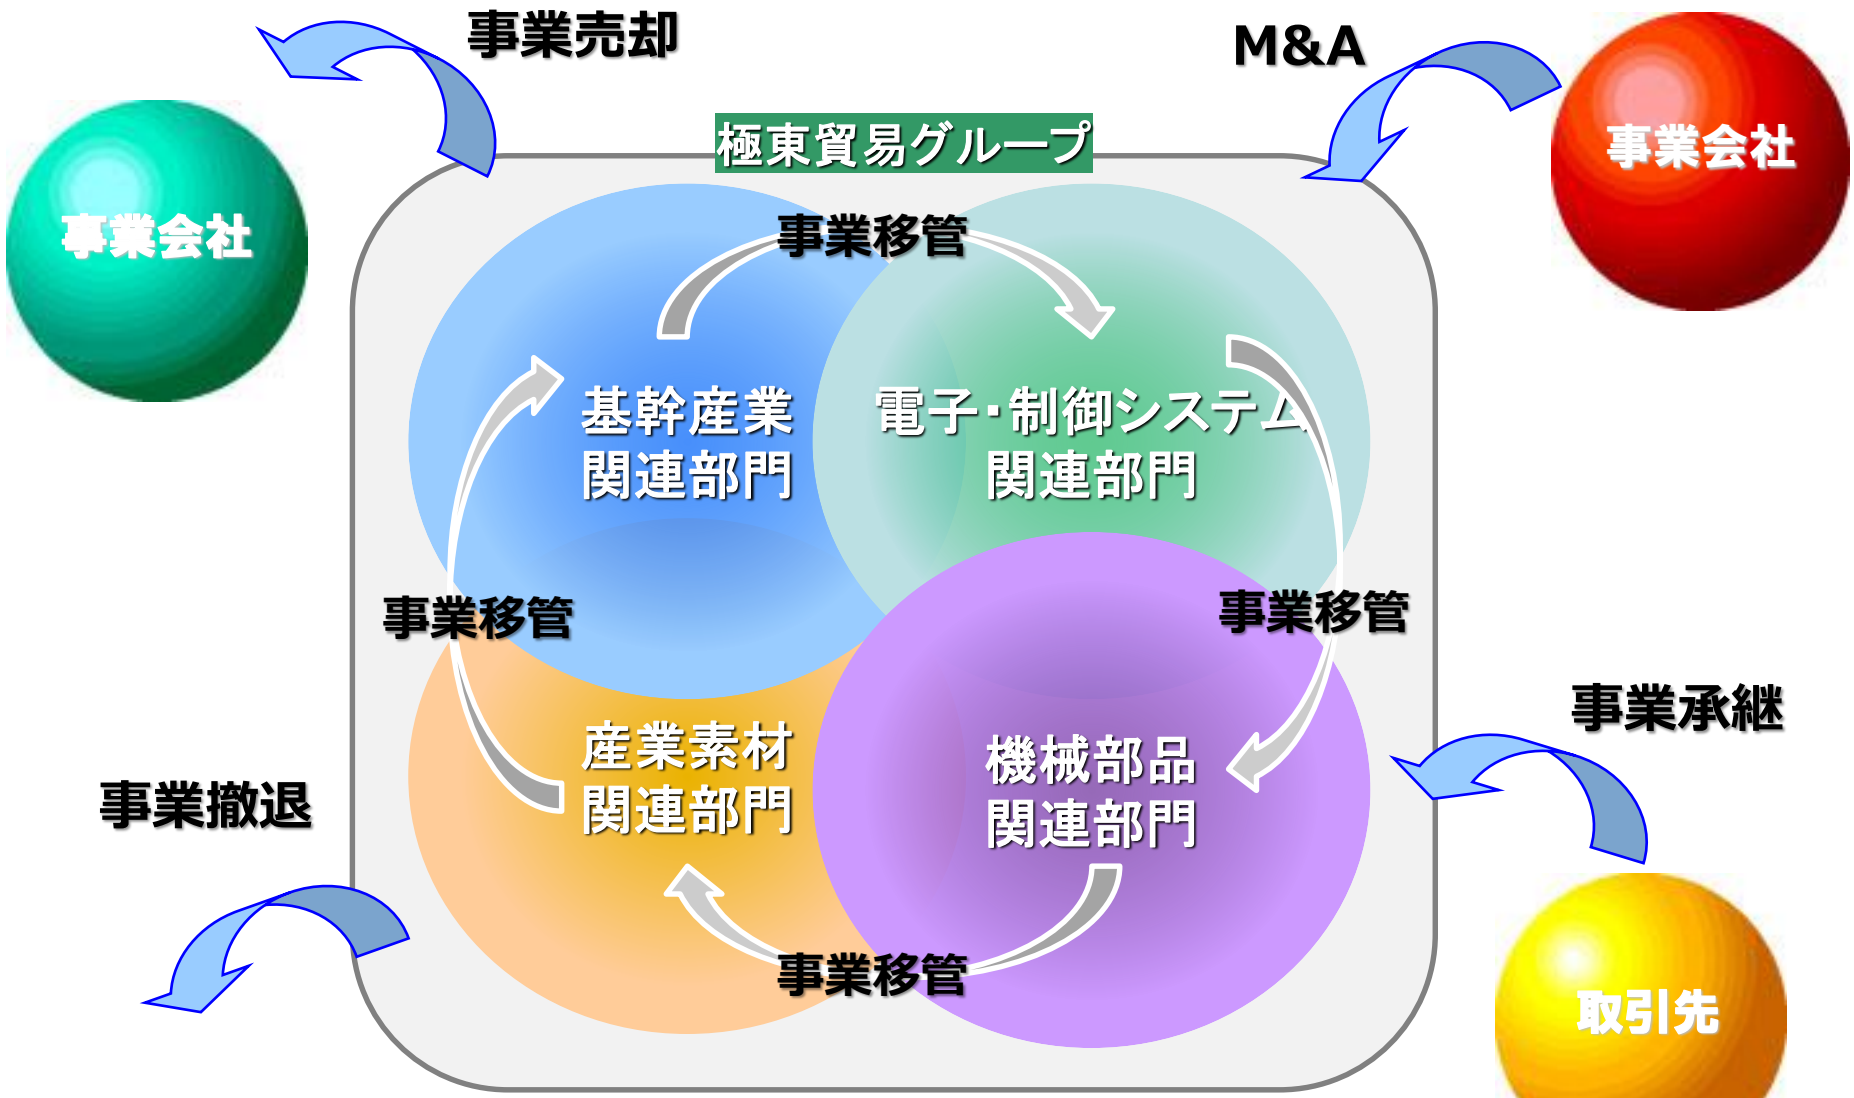 事業売却
M&A
極東貿易グループ
事業会社
事業会社
事業移管
基幹産業
関連部門
電子・制御システム
関連部門
事業移管
事業移管
事業承継
産業素材
関連部門
機械部品
関連部門
事業撤退
事業移管
取引先